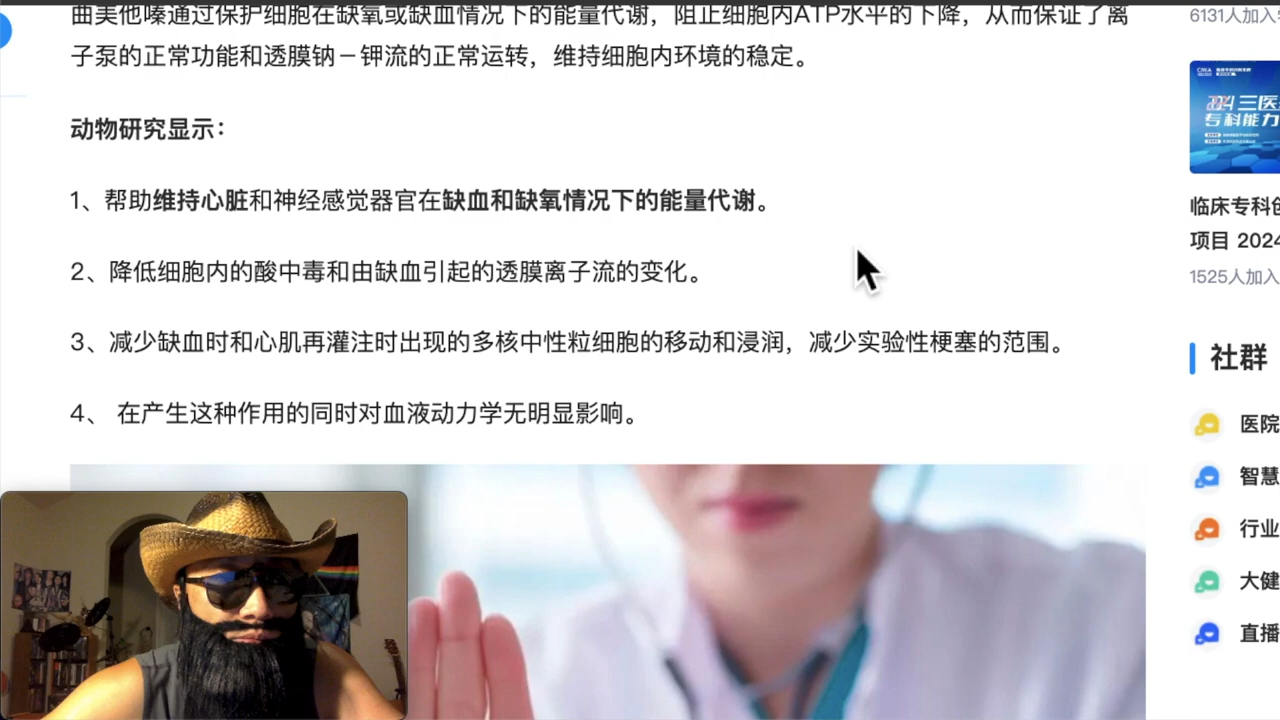 曲美他嗪通过保护细胞在缺氧或缺血情况下的能量代谢，阻止细胞内ATP水平的下降，从而保证了离
子泵的正常功能和透膜钠－钾流的正常运转，维持细胞内环境的稳定。
动物研究显示：
1、帮助维持心脏和神经感觉器官在缺血和缺氧情况下的能量代谢。
2、降低细胞内的酸中毒和由缺血引起的透膜离子流的变化。
3、减少缺血时和心肌再灌注时出现的多核中性粒细胞的移动和浸润，减少实验性梗塞的范围。
4、 在产生这种作用的同时对血液动力学无明显影响。
6131人加入
三医
专科能力
临床专科创
项目 2024
1525人加入
社群
医院
智慧
行业
大健
直播